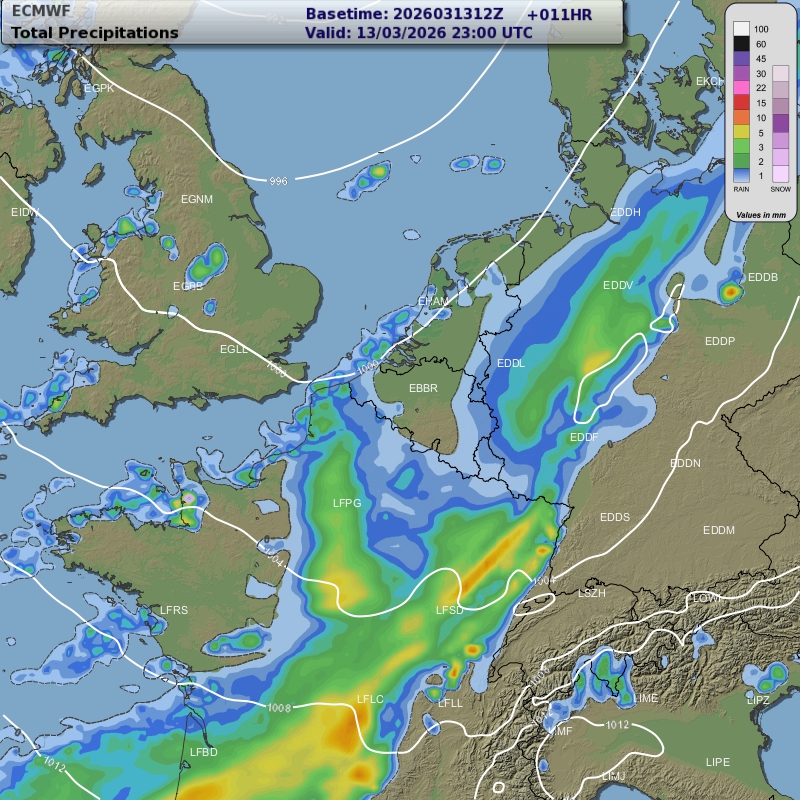 ECMWF
Basetime: 2026031312Z +011HR
Total Precipitations
Valid: 13/03/2026 23:00 UTC
100
60
45
30
22
15
10
5
3
2
1
RAIN
SNOW
Values in mm
EGPK
EKCH
996
EGNM
EIDW
EDDH
EGBB
EDDV
EDDB
EHAM
EDDP
EGLL
1000
1000
EDDL
EBBR
EDDF
EDDN
LFPG
EDDS
EDDM
1004
1004
LSZH
LOWI
LFRS
LFSD
LFLC
LFLL
LIME
LIPZ
1008
LIMF
1012
LFBD
1012
LIPE
LIMJ